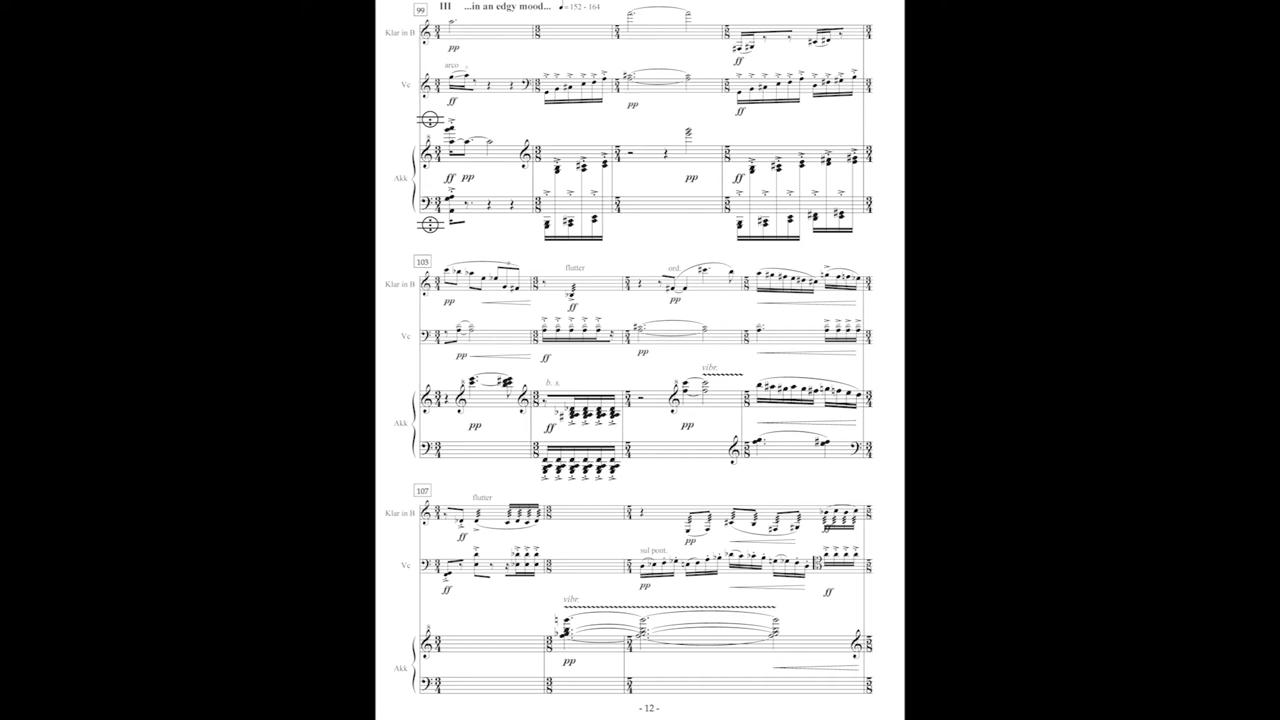 99 III ...in an edgy mood... ♩= 152 - 164
Klar in B
pp
ff
arco
Vc
ff
pp
ff
Akk
ff pp
pp
ff
103
flutter
ord.
Klar in B
pp
ff
pp
Vc
pp
ff
pp
vibr.
b. s.
Akk
pp
ff
pp
107
flutter
Klar in B
ff
pp
ff
sul pont.
Vc
ff
pp
ff
vibr.
pp
Akk
- 12 -